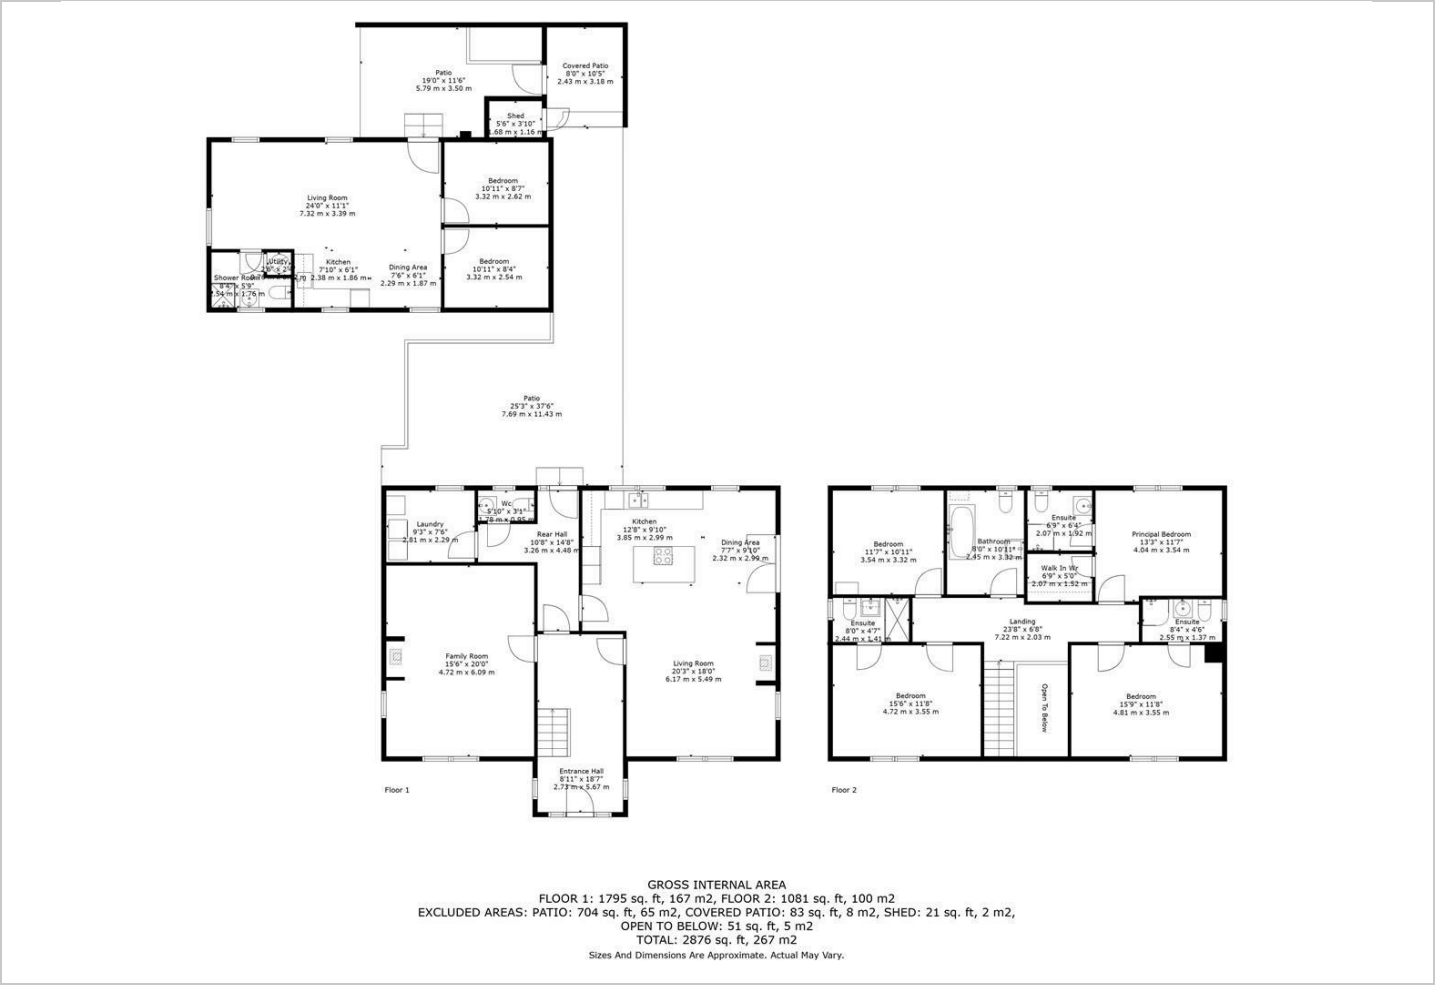 Patio
19'0" x 11'6"
5.79 m x 3.50 m
Covered Patio
8'0" x 10'5"
2.43 m x 3.18 m
Shed
5'6" x 3'10"
1.68 m x 1.16 m
Bedroom
10'11" x 8'7"
3.32 m x 2.62 m
Living Room
24'0" x 11'1"
7.32 m x 3.39 m
Bedroom
10'11" x 8'4"
3.32 m x 2.54 m
Utility
Kitchen
7'10" x 6'1"
2.38 m x 1.86 m
Dining Area
7'6" x 6'1"
2.29 m x 1.87 m
Shower Room
8'4" x 5'9"
2.54 m x 1.76 m
Patio
25'3" x 37'6"
7.69 m x 11.43 m
Wc
5'10" x 3'1"
1.78 m x 0.95 m
Laundry
9'3" x 7'6"
2.81 m x 2.29 m
Rear Hall
10'8" x 14'8"
3.26 m x 4.48 m
Kitchen
12'8" x 9'10"
3.85 m x 2.99 m
Dining Area
7'7" x 9'10"
2.32 m x 2.99 m
Family Room
15'6" x 20'0"
4.72 m x 6.09 m
Living Room
20'3" x 18'0"
6.17 m x 5.49 m
Entrance Hall
8'11" x 18'7"
2.73 m x 5.67 m
Floor 1
Bedroom
11'7" x 10'11"
3.54 m x 3.32 m
Bathroom
8'0" x 10'11"
2.45 m x 3.32 m
Ensuite
6'9" x 6'4"
2.07 m x 1.92 m
Principal Bedroom
13'3" x 11'7"
4.04 m x 3.54 m
Walk In Wr
6'9" x 5'0"
2.07 m x 1.52 m
Ensuite
8'0" x 4'7"
2.44 m x 1.41 m
Landing
23'8" x 6'8"
7.22 m x 2.03 m
Ensuite
8'4" x 4'6"
2.55 m x 1.37 m
Bedroom
15'6" x 11'8"
4.72 m x 3.55 m
Open To Below
Bedroom
15'9" x 11'8"
4.81 m x 3.55 m
Floor 2
GROSS INTERNAL AREA
FLOOR 1: 1795 sq. ft, 167 m2, FLOOR 2: 1081 sq. ft, 100 m2
EXCLUDED AREAS: PATIO: 704 sq. ft, 65 m2, COVERED PATIO: 83 sq. ft, 8 m2, SHED: 21 sq. ft, 2 m2,
OPEN TO BELOW: 51 sq. ft, 5 m2
TOTAL: 2876 sq. ft, 267 m2
Sizes And Dimensions Are Approximate. Actual May Vary.